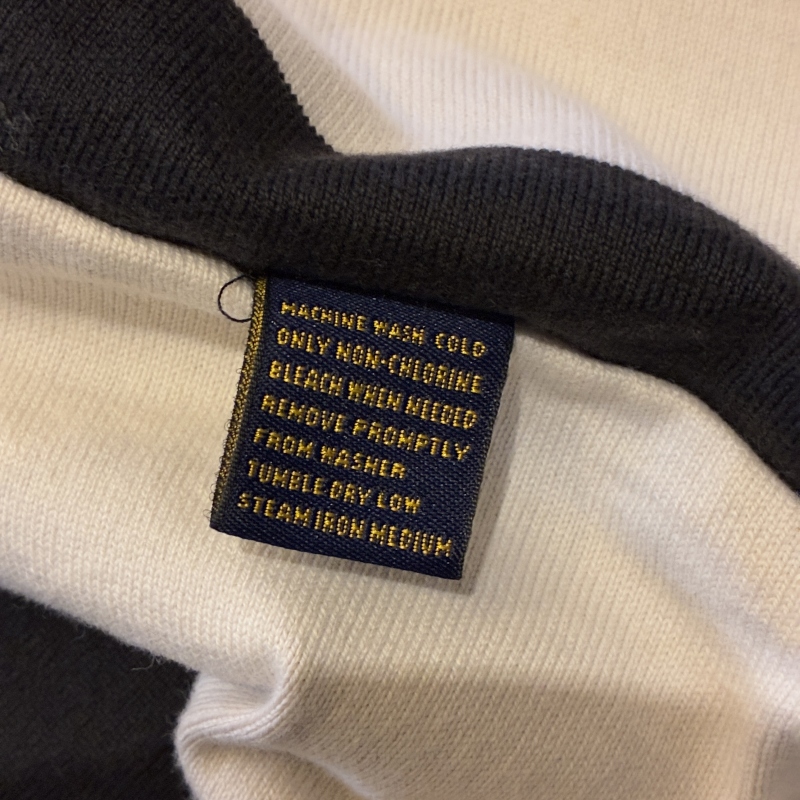 MACHINE WASH COLD
ONLY NON-CHLORINE
BLEACH WHEN NEEDED
REMOVE PROMPTLY
FROM WASHER
TUMBLE DRY LOW
STEAM IRON MEDIUM